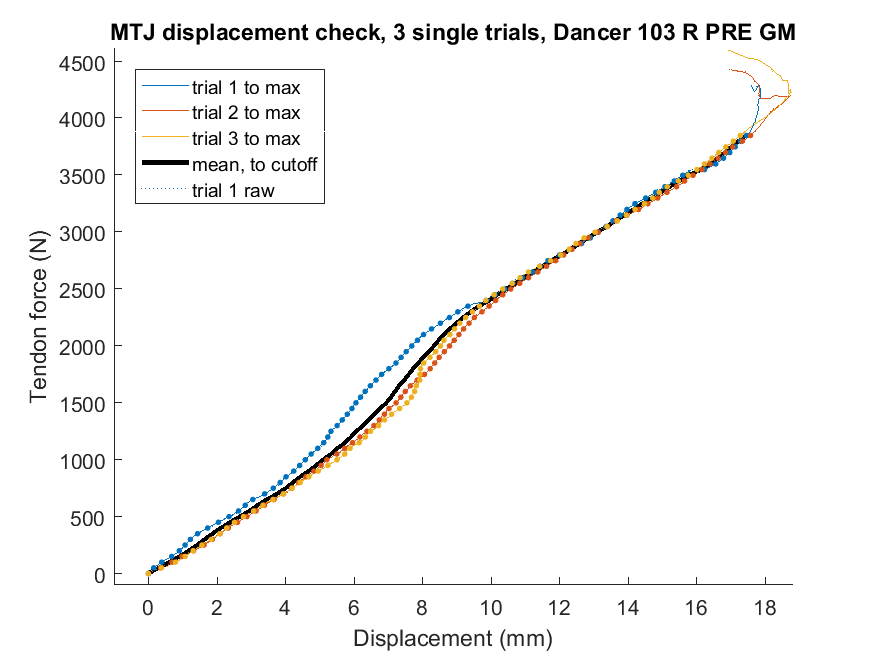 MTJ displacement check, 3 single trials, Dancer 103 R PRE GM
4500
4000
3500
3000
2500
2000
1500
1000
500
0
Tendon force (N)
trial 1 to max
trial 2 to max
trial 3 to max
mean, to cutoff
trial 1 raw
0 2 4 6 8 10 12 14 16 18
Displacement (mm)